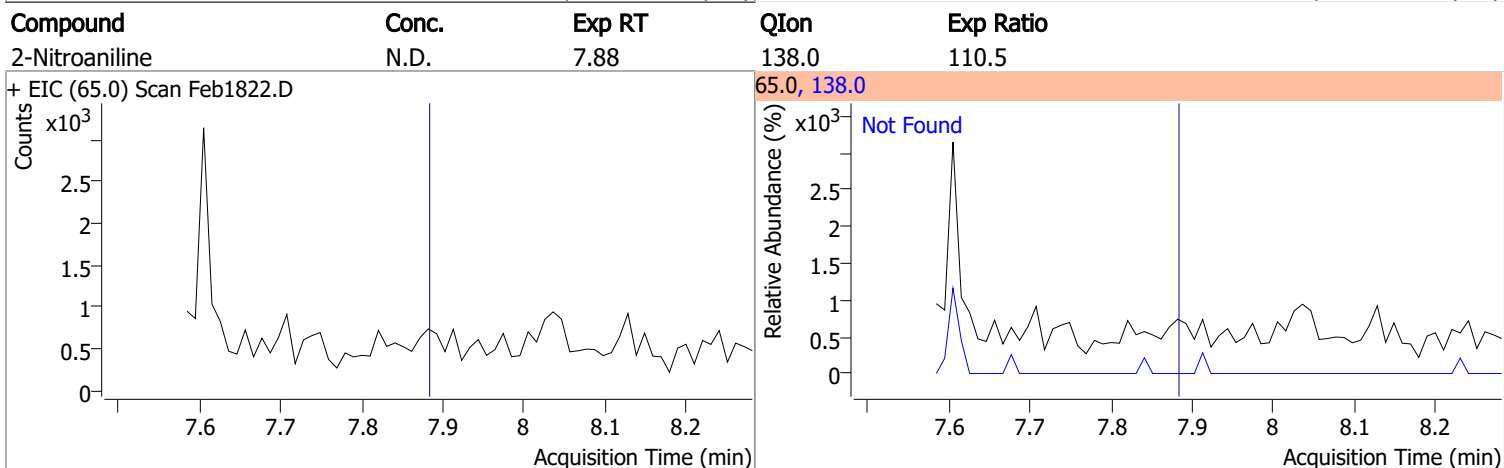 Compound Conc. Exp RT QIon Exp Ratio
2-Nitroaniline N.D. 7.88 138.0 110.5
+ EIC (65.0) Scan Feb1822.D
Counts
x10³
2.5
2
1.5
1
0.5
0
7.6 7.7 7.8 7.9 8 8.1 8.2
Acquisition Time (min)
65.0, 138.0
Relative Abundance (%)
x10³
Not Found
2.5
2
1.5
1
0.5
0
7.6 7.7 7.8 7.9 8 8.1 8.2
Acquisition Time (min)